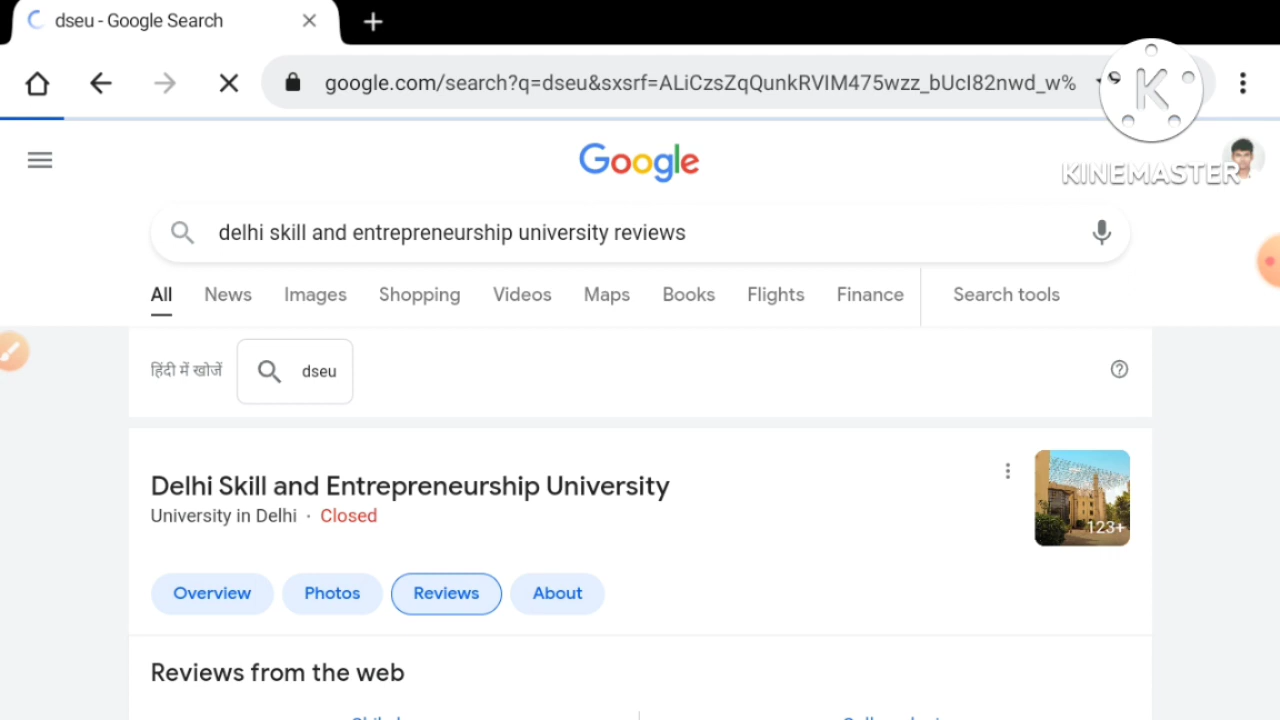 dseu - Google Search
google.com/search?q=dseu&sxsrf=ALiCzsZqQunkRVIM475wzz_bUcI82nwd_w%
K
KINEMASTER
Google
delhi skill and entrepreneurship university reviews
All News Images Shopping Videos Maps Books Flights Finance Search tools
हिंदी में खोजें dseu
Delhi Skill and Entrepreneurship University
University in Delhi · Closed
123+
Overview Photos Reviews About
Reviews from the web